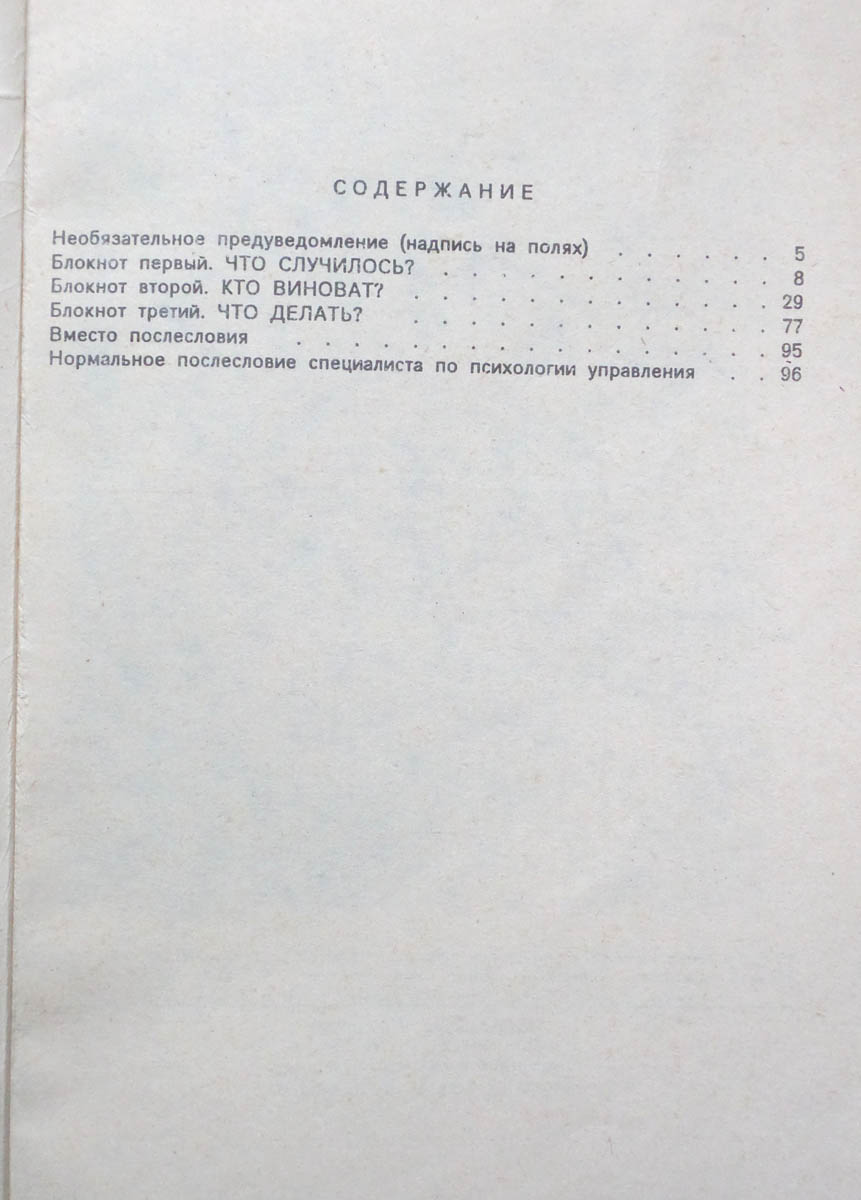 СОДЕРЖАНИЕ
Необязательное предуведомление (надпись на полях) . . . . . . 5
Блокнот первый. ЧТО СЛУЧИЛОСЬ? . . . . . . . . . . . 8
Блокнот второй. КТО ВИНОВАТ? . . . . . . . . . . . . 29
Блокнот третий. ЧТО ДЕЛАТЬ? . . . . . . . . . . . . 77
Вместо послесловия . . . . . . . . . . . . . . . . 95
Нормальное послесловие специалиста по психологии управления . . 96